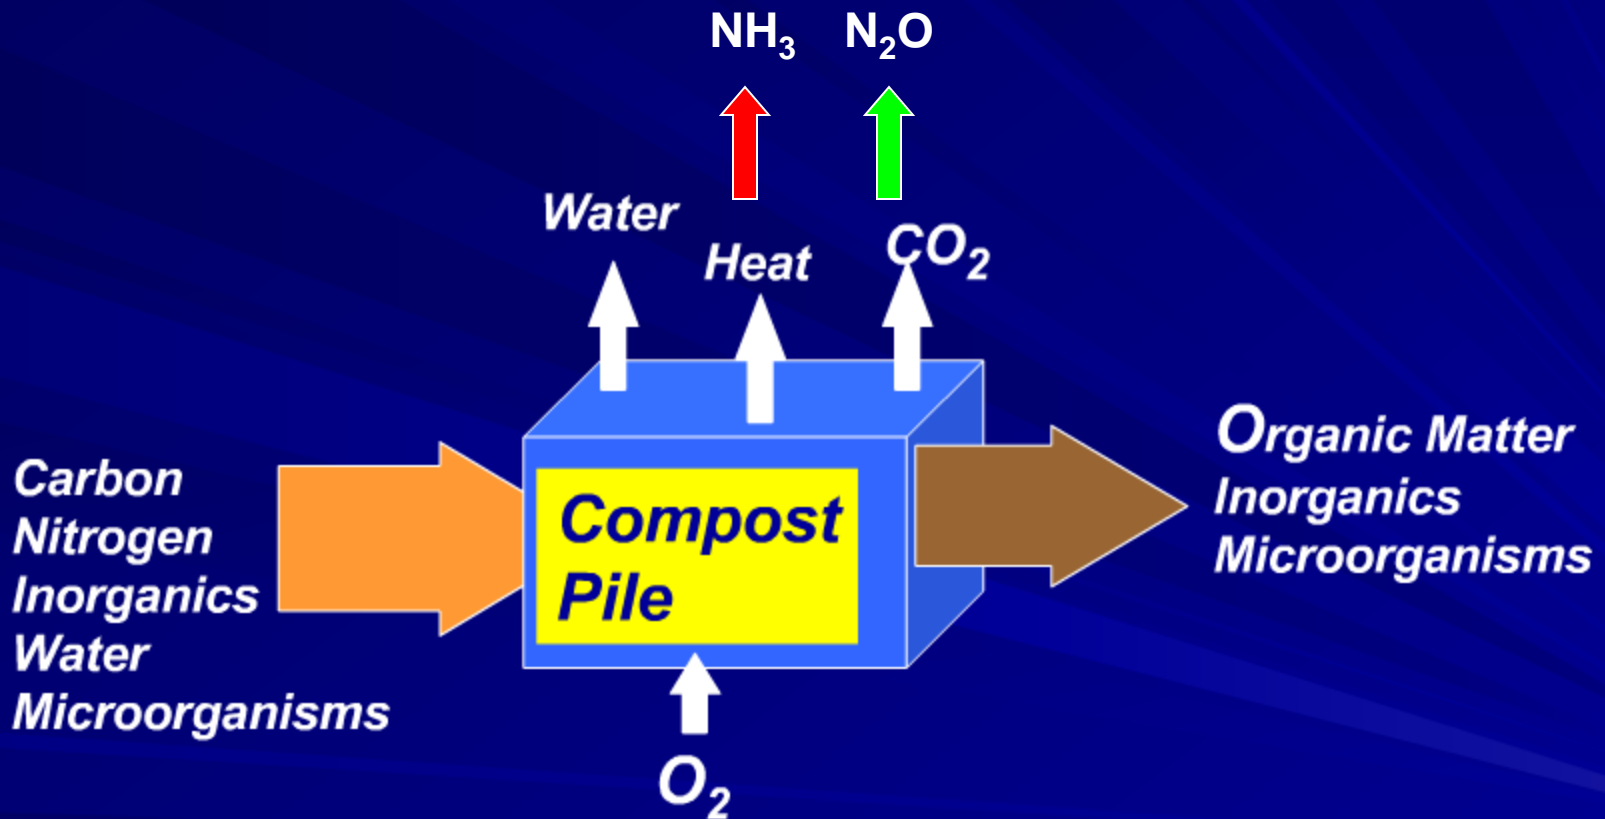 NH₃ N₂O
Water
Heat
CO₂
Carbon
Nitrogen
Inorganics
Water
Microorganisms
Compost
Pile
Organic Matter
Inorganics
Microorganisms
O₂